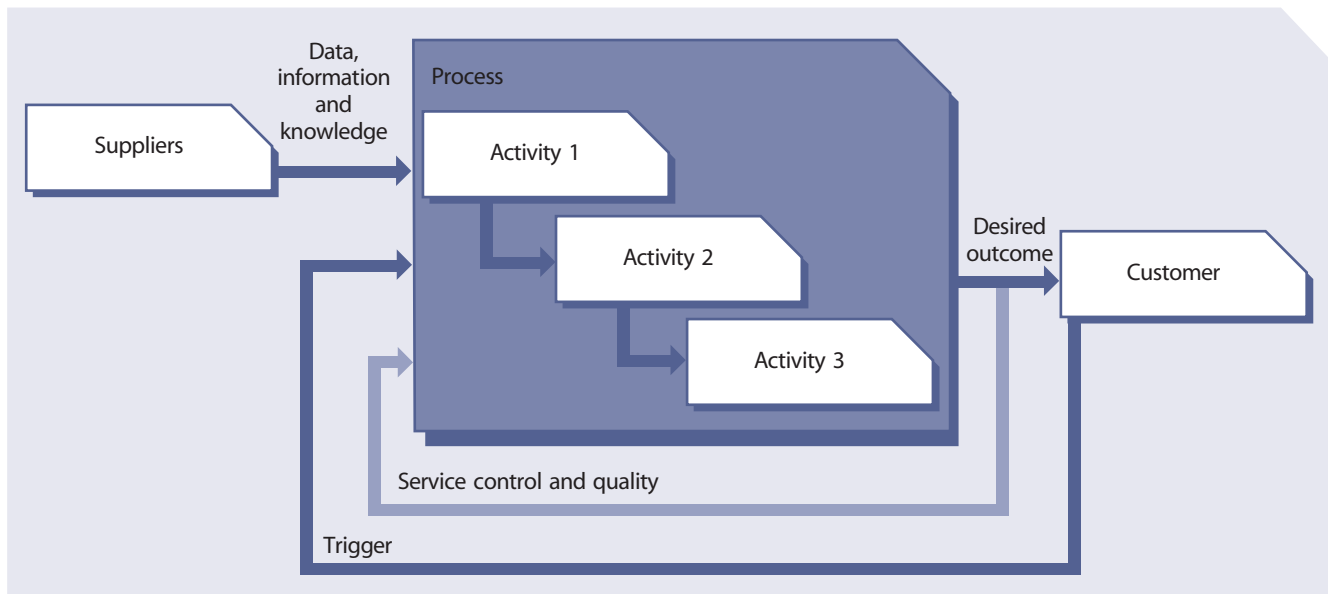 Data,
information
and
knowledge
Suppliers
Process
Activity 1
Activity 2
Activity 3
Desired
outcome
Customer
Service control and quality
Trigger